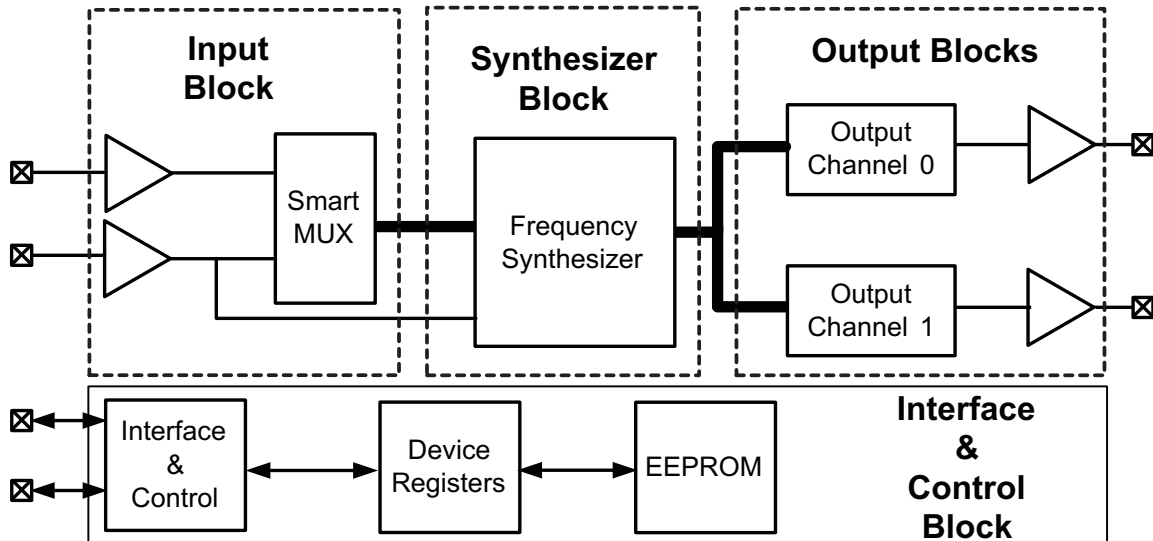 Input
Block
Synthesizer
Block
Output Blocks
Smart
MUX
Frequency
Synthesizer
Output
Channel 0
Output
Channel 1
Interface
&
Control
Device
Registers
EEPROM
Interface
&
Control
Block